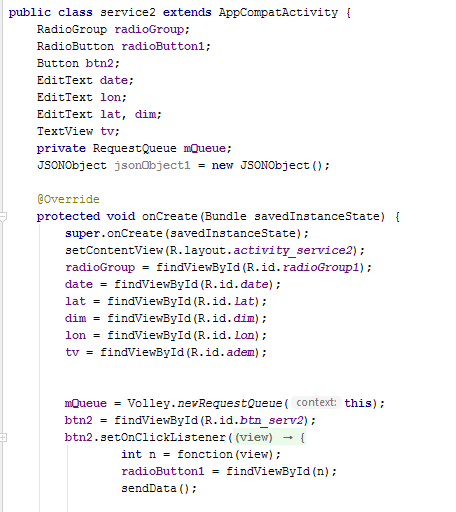 public class service2 extends AppCompatActivity {
RadioGroup radioGroup;
RadioButton radioButton1;
Button btn2;
EditText date;
EditText lon;
EditText lat, dim;
TextView tv;
private RequestQueue mQueue;
JSONObject jsonObject1 = new JSONObject();
@Override
protected void onCreate(Bundle savedInstanceState) {
super.onCreate(savedInstanceState);
setContentView(R.layout.activity_service2);
radioGroup = findViewById(R.id.radioGroup1);
date = findViewById(R.id.date);
lat = findViewById(R.id.lat);
dim = findViewById(R.id.dim);
lon = findViewById(R.id.lon);
tv = findViewById(R.id.adem);
mQueue = Volley.newRequestQueue( context: this);
btn2 = findViewById(R.id.btn_serv2);
btn2.setOnClickListener((view) → {
int n = fonction(view);
radioButton1 = findViewById(n);
sendData();